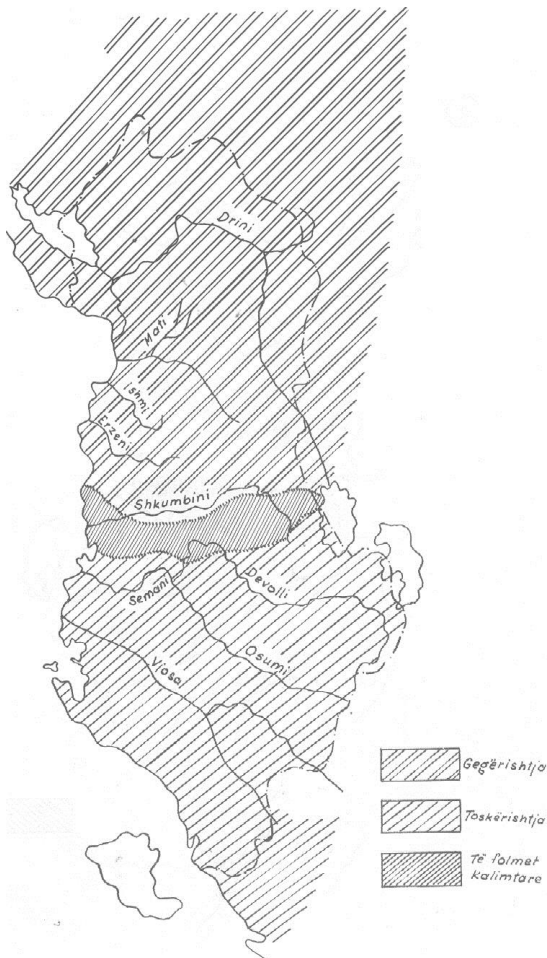 Drini
Mati
Ishmi
Erzeni
Shkumbini
Semani
Devolli
Osumi
Vjosa
Gegërishtja
Toskërishtja
Të folmet
kalimtare